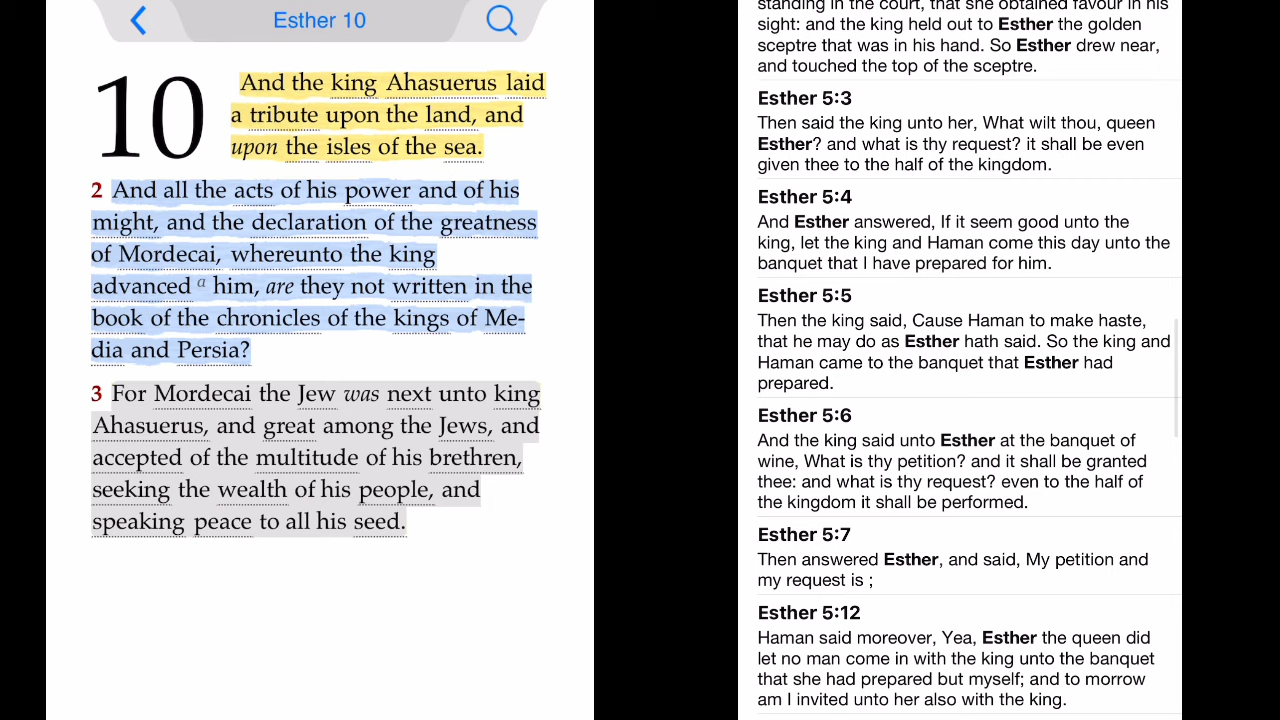 Esther 10
10 And the king Ahasuerus laid
a tribute upon the land, and
upon the isles of the sea.
2 And all the acts of his power and of his
might, and the declaration of the greatness
of Mordecai, whereunto the king
advanced a him, are they not written in the
book of the chronicles of the kings of Me-
dia and Persia?
3 For Mordecai the Jew was next unto king
Ahasuerus, and great among the Jews, and
accepted of the multitude of his brethren,
seeking the wealth of his people, and
speaking peace to all his seed.
standing in the court, that she obtained favour in his
sight: and the king held out to Esther the golden
sceptre that was in his hand. So Esther drew near,
and touched the top of the sceptre.
Esther 5:3
Then said the king unto her, What wilt thou, queen
Esther? and what is thy request? it shall be even
given thee to the half of the kingdom.
Esther 5:4
And Esther answered, If it seem good unto the
king, let the king and Haman come this day unto the
banquet that I have prepared for him.
Esther 5:5
Then the king said, Cause Haman to make haste,
that he may do as Esther hath said. So the king and
Haman came to the banquet that Esther had
prepared.
Esther 5:6
And the king said unto Esther at the banquet of
wine, What is thy petition? and it shall be granted
thee: and what is thy request? even to the half of
the kingdom it shall be performed.
Esther 5:7
Then answered Esther, and said, My petition and
my request is ;
Esther 5:12
Haman said moreover, Yea, Esther the queen did
let no man come in with the king unto the banquet
that she had prepared but myself; and to morrow
am I invited unto her also with the king.